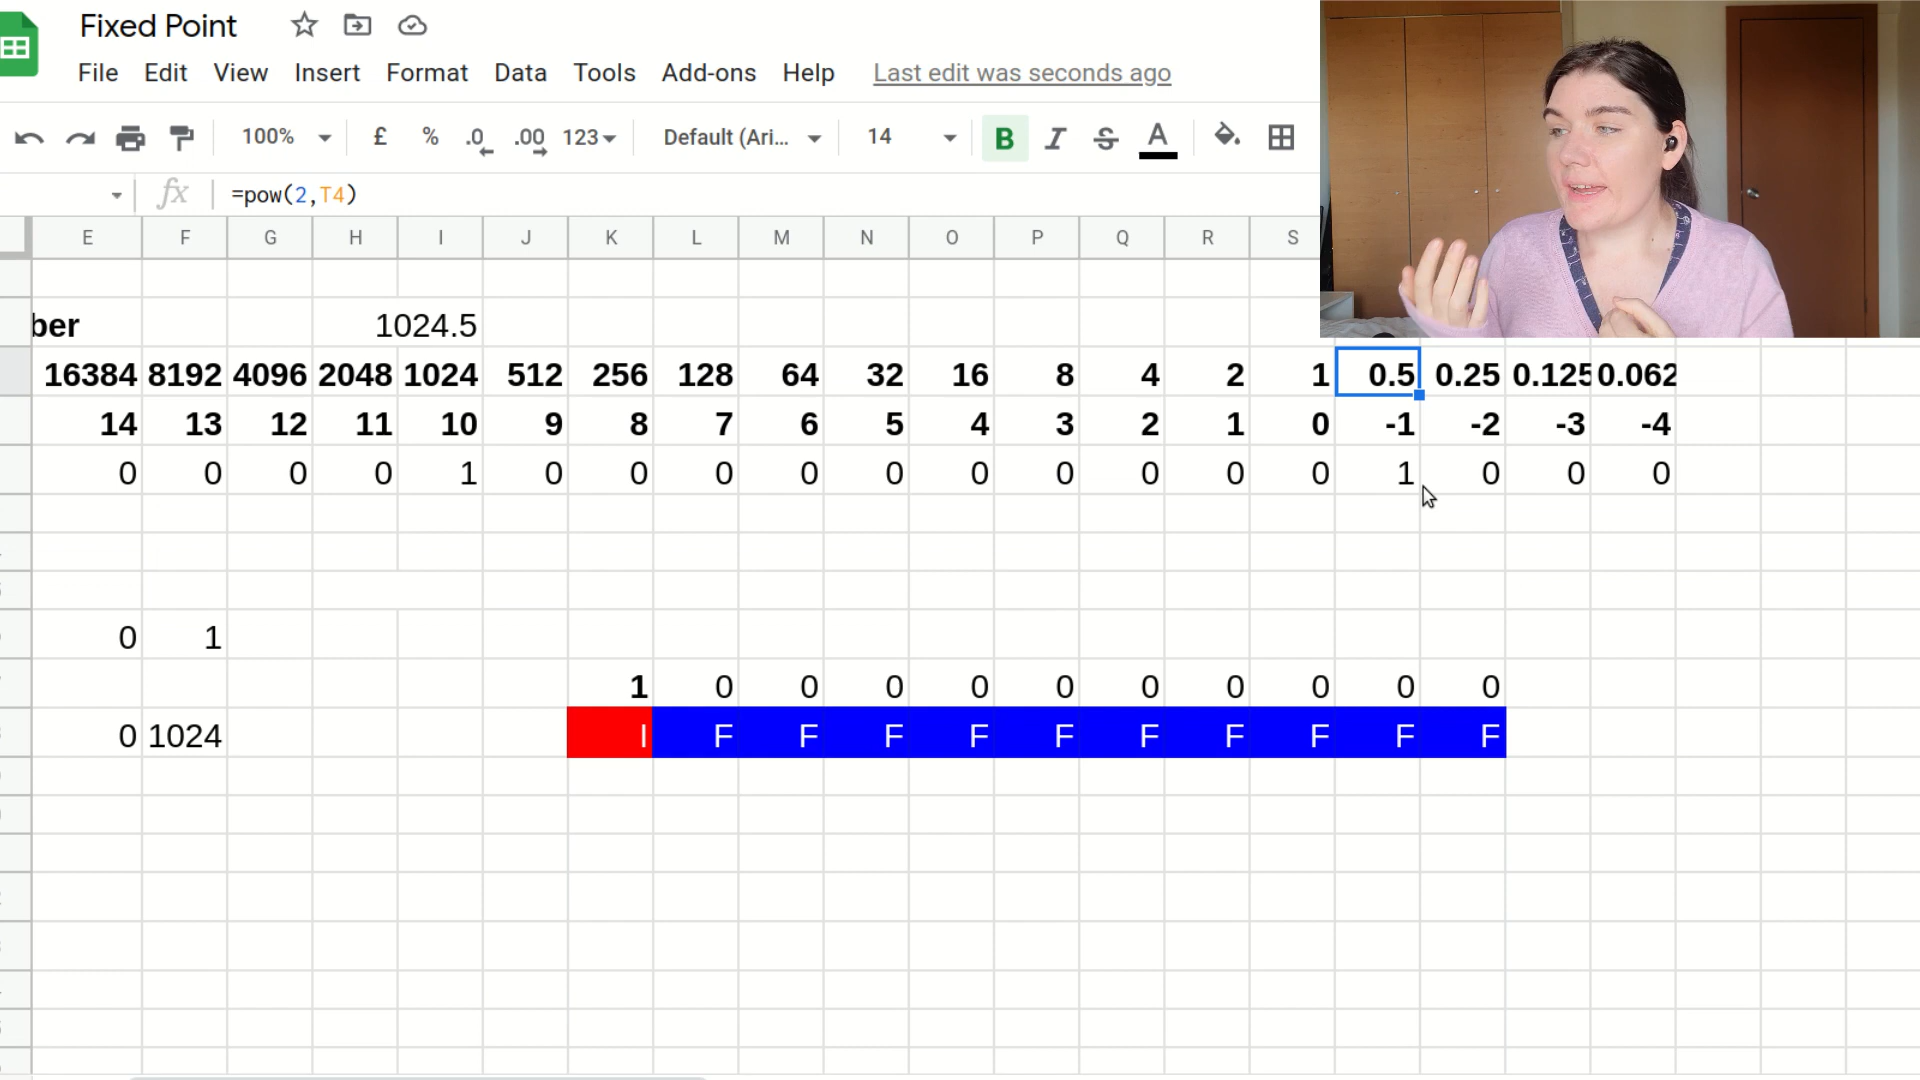 Fixed Point
File Edit View Insert Format Data Tools Add-ons Help Last edit was seconds ago
100% £ % .0 .00 123 Default (Ari... 14 B I S A
fx =pow(2,T4)
E F G H I J K L M N O P Q R S
ber 1024.5
16384 8192 4096 2048 1024 512 256 128 64 32 16 8 4 2 1 0.5 0.25 0.125 0.062
14 13 12 11 10 9 8 7 6 5 4 3 2 1 0 -1 -2 -3 -4
0 0 0 0 1 0 0 0 0 0 0 0 0 0 0 1 0 0 0
0 1
1 0 0 0 0 0 0 0 0 0 0
0 1024 I F F F F F F F F F F